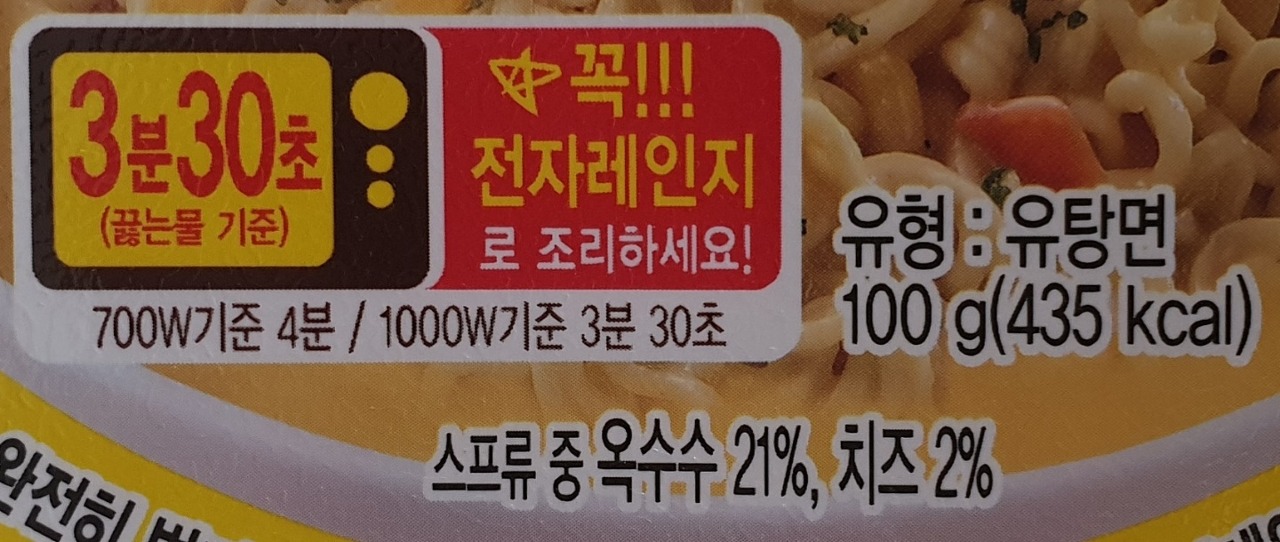 3분30초
(끓는물 기준)
꼭!!!
전자레인지
로 조리하세요!
700W기준 4분 / 1000W기준 3분 30초
유형 : 유탕면
100 g(435 kcal)
스프류 중 옥수수 21%, 치즈 2%
완전히